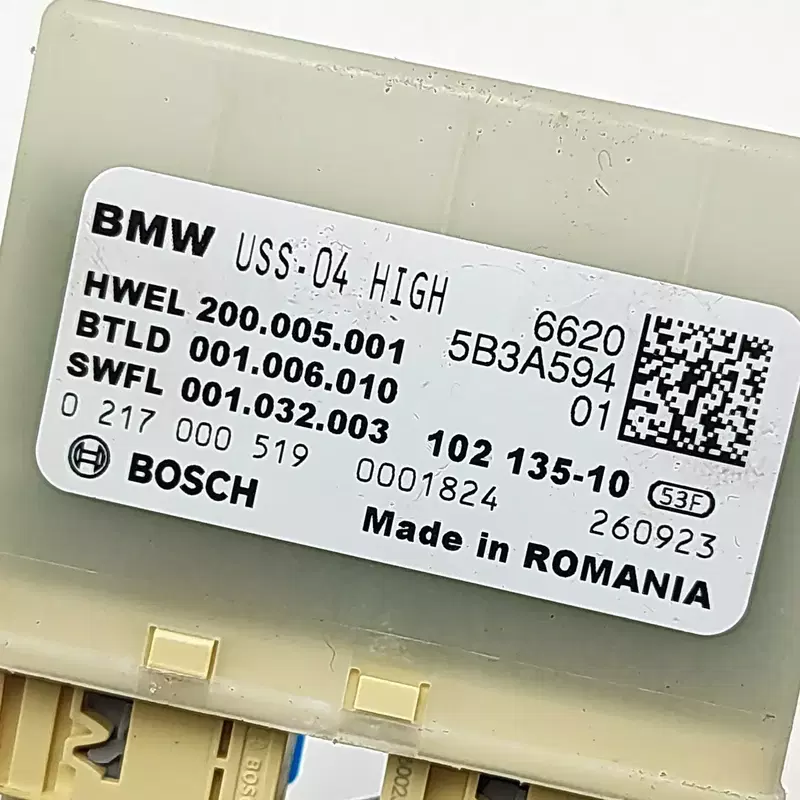 BMW USS-04 HIGH
HWEL 200.005.001
6620
BTLD 001.006.010
5B3A594
SWFL 001.032.003
01
0 217 000 519
102 135-10 53F
BOSCH
0001824
260923
Made in ROMANIA
BOSC